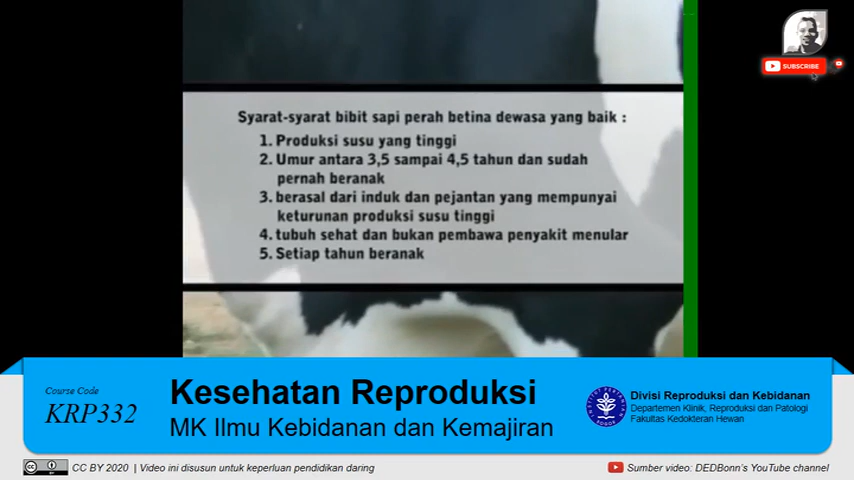 SUBSCRIBE
Syarat-syarat bibit sapi perah betina dewasa yang baik :
1. Produksi susu yang tinggi
2. Umur antara 3,5 sampai 4,5 tahun dan sudah
pernah beranak
3. berasal dari induk dan pejantan yang mempunyai
keturunan produksi susu tinggi
4. tubuh sehat dan bukan pembawa penyakit menular
5. Setiap tahun beranak
Course Code
KRP332
Kesehatan Reproduksi
MK Ilmu Kebidanan dan Kemajiran
INSTITUT PERTANIAN
BOGOR
Divisi Reproduksi dan Kebidanan
Departemen Klinik, Reproduksi dan Patologi
Fakultas Kedokteran Hewan
CC BY 2020 | Video ini disusun untuk keperluan pendidikan daring
Sumber video: DEDBonn's YouTube channel